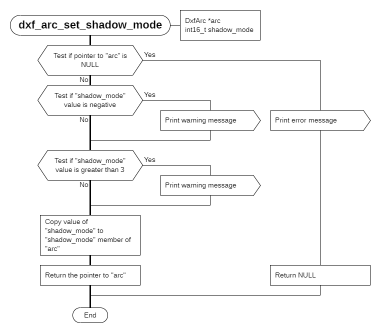 dxf_arc_set_shadow_mode
DxfArc *arc
int16_t shadow_mode
Test if pointer to "arc" is
NULL
Yes
No
Test if "shadow_mode"
value is negative
Yes
No
Print warning message
Print error message
Test if "shadow_mode"
value is greater than 3
Yes
No
Print warning message
Copy value of
"shadow_mode" to
"shadow_mode" member of
"arc"
Return the pointer to "arc"
Return NULL
End